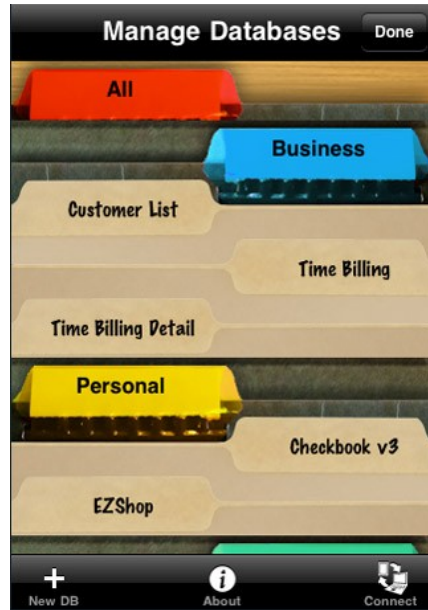 Manage Databases
Done
All
Business
Customer List
Time Billing
Time Billing Detail
Personal
Checkbook v3
EZShop
New DB
About
Connect